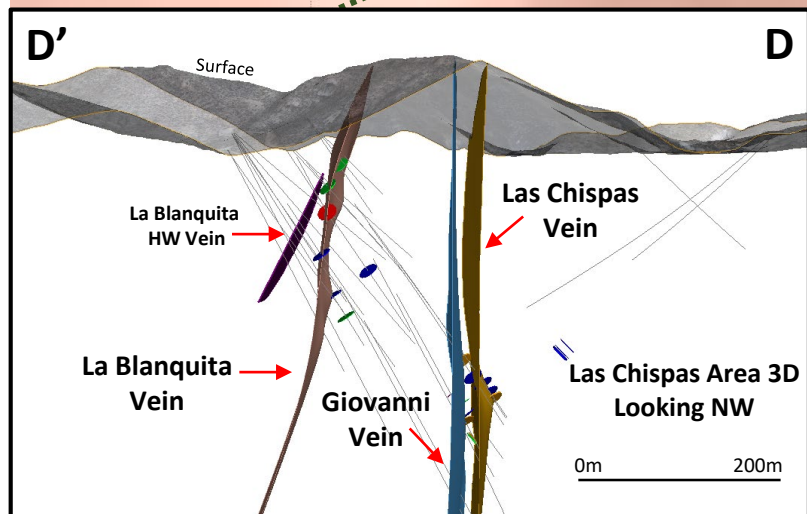 D’
D
Surface
La Blanquita
HW Vein
Las Chispas
Vein
La Blanquita
Vein
Giovanni
Vein
Las Chispas Area 3D
Looking NW
0m
200m